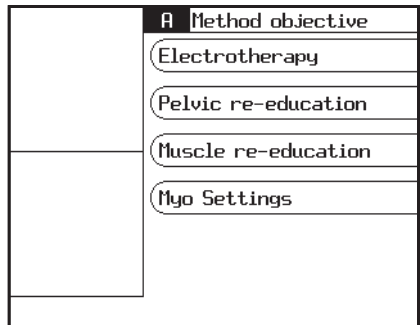 A Method objective
Electrotherapy
Pelvic re-education
Muscle re-education
Myo Settings